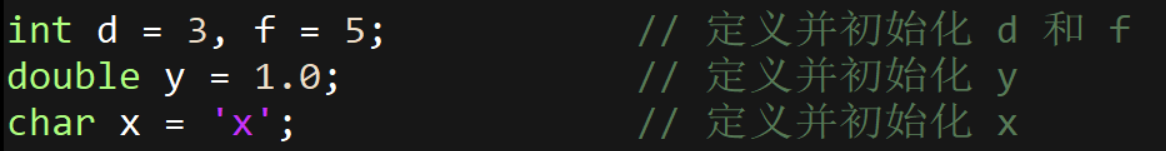 int d = 3, f = 5; // 定义并初始化 d 和 f
double y = 1.0; // 定义并初始化 y
char x = 'x'; // 定义并初始化 x